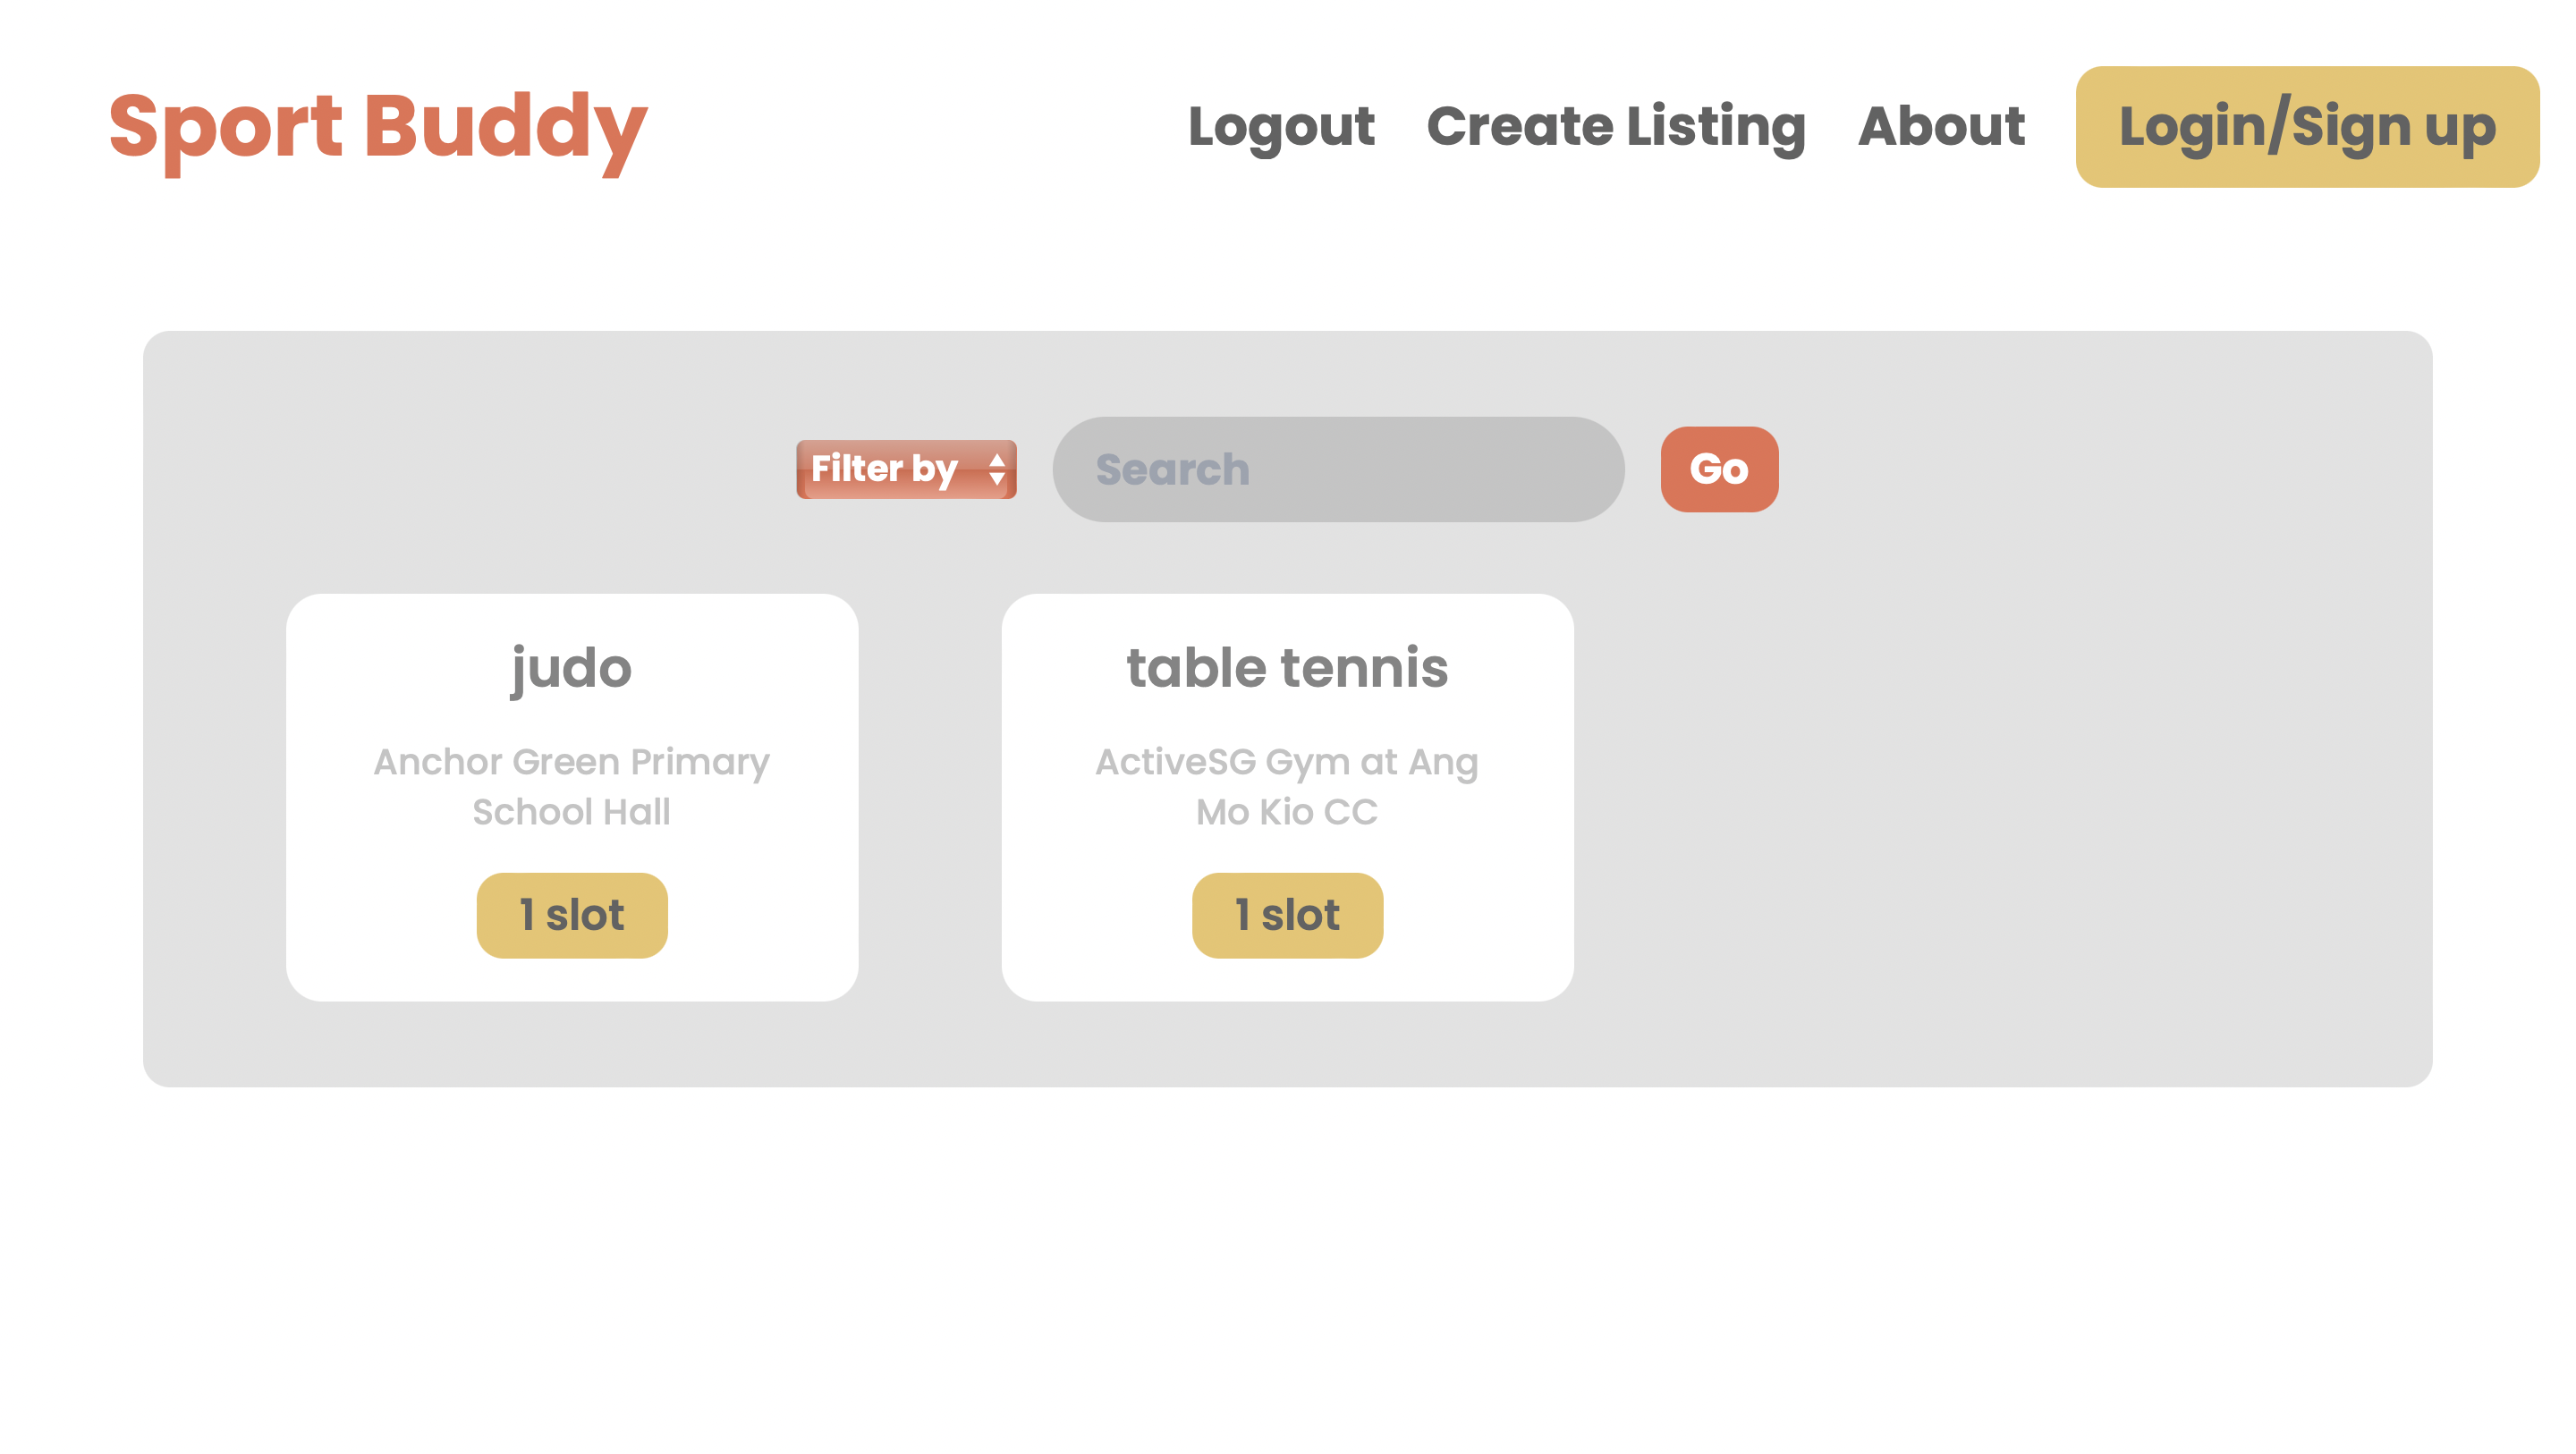 Sport Buddy
Logout Create Listing About Login/Sign up
Filter by Search Go
judo
Anchor Green Primary
School Hall
1 slot
table tennis
ActiveSG Gym at Ang
Mo Kio CC
1 slot